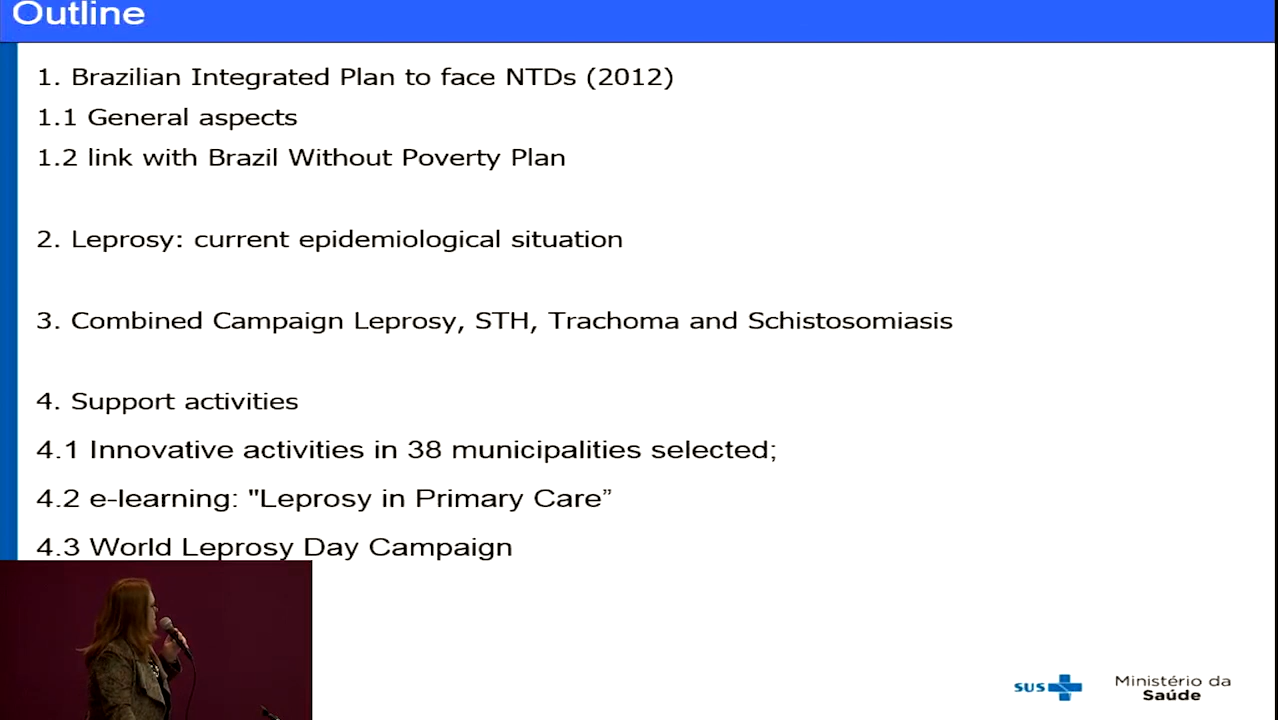 Outline
1. Brazilian Integrated Plan to face NTDs (2012)
1.1 General aspects
1.2 link with Brazil Without Poverty Plan
2. Leprosy: current epidemiological situation
3. Combined Campaign Leprosy, STH, Trachoma and Schistosomiasis
4. Support activities
4.1 Innovative activities in 38 municipalities selected;
4.2 e-learning: "Leprosy in Primary Care”
4.3 World Leprosy Day Campaign
SUS
Ministério da
Saúde